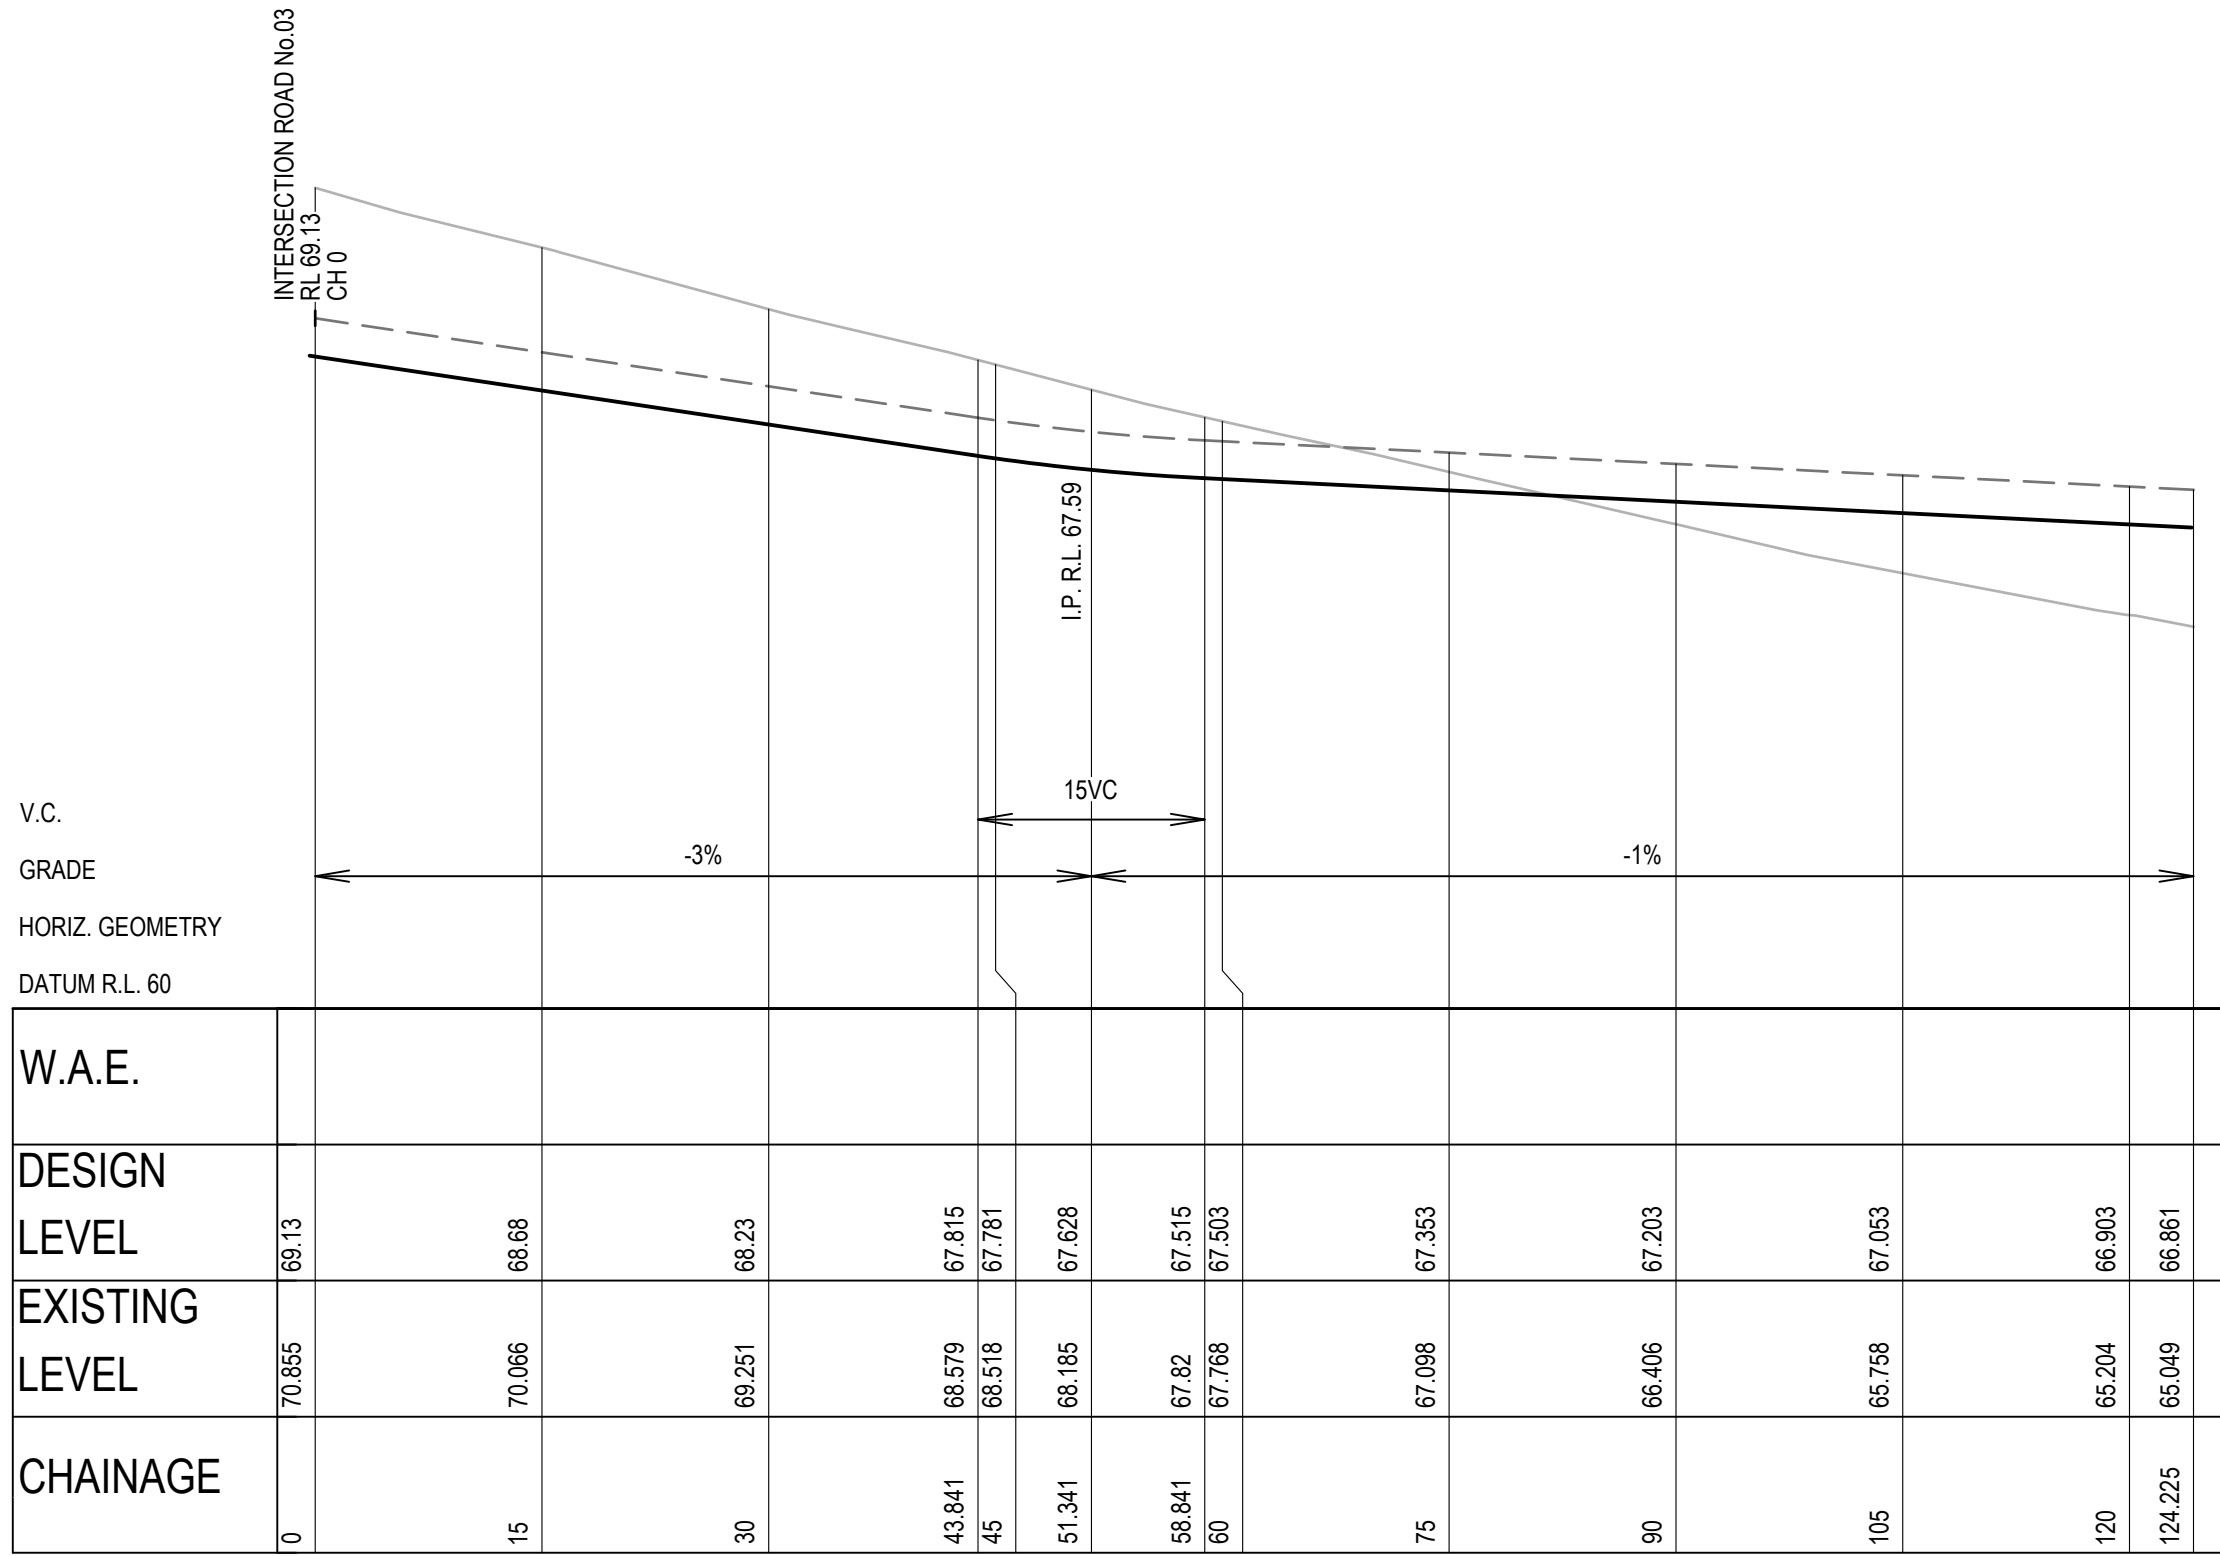 INTERSECTION ROAD No.03
RL 69.13
CH 0
I.P. R.L. 67.59
V.C.
15VC
GRADE
-3%
-1%
HORIZ. GEOMETRY
DATUM R.L. 60
W.A.E.
DESIGN
LEVEL
69.13
68.68
68.23
67.815
67.781
67.628
67.515
67.503
67.353
67.203
67.053
66.903
66.861
EXISTING
LEVEL
70.855
70.066
69.251
68.579
68.518
68.185
67.82
67.768
67.098
66.406
65.758
65.204
65.049
CHAINAGE
0
15
30
43.841
45
51.341
58.841
60
75
90
105
120
124.225